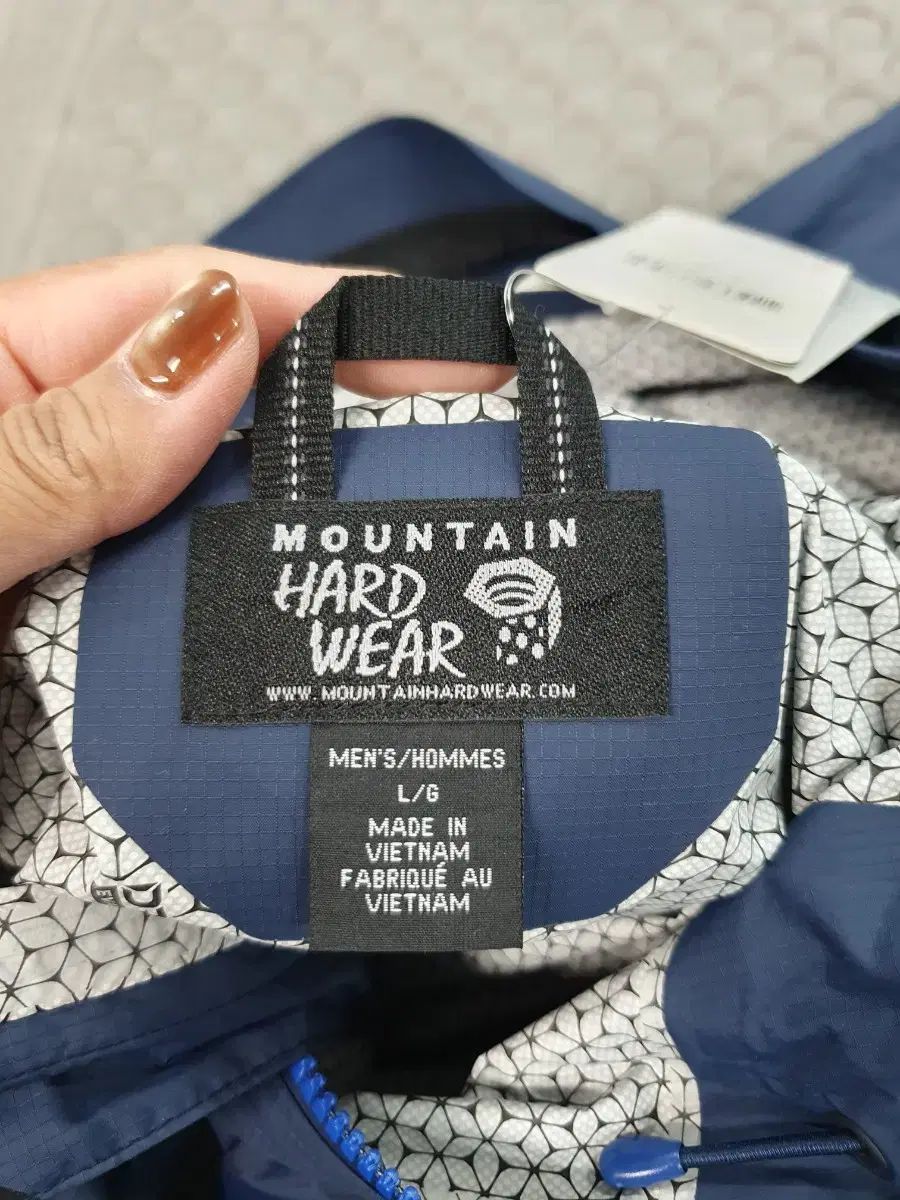 MOUNTAIN
HARD
WEAR
WWW.MOUNTAINHARDWEAR.COM
MEN'S/HOMMES
L/G
MADE IN
VIETNAM
FABRIQUÉ AU
VIETNAM